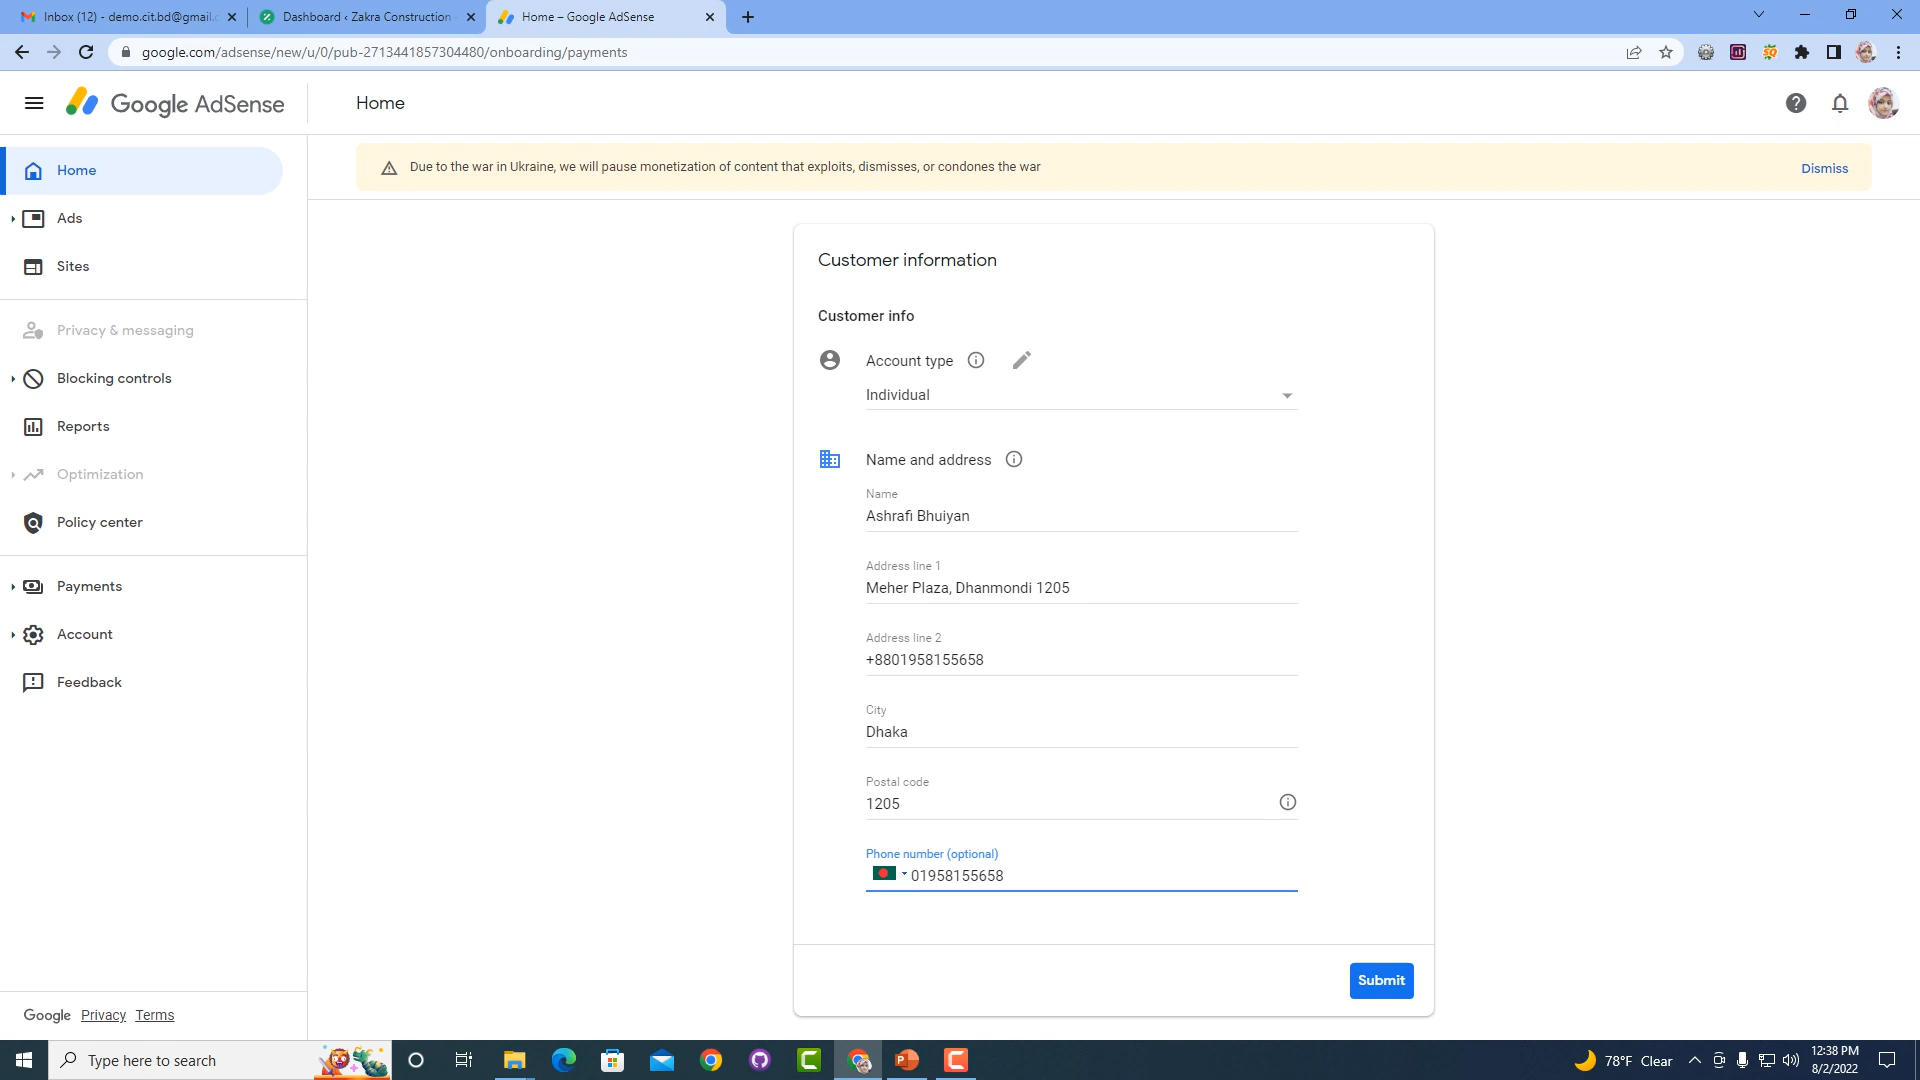 Inbox (12) - demo.cit.bd@gmail.c
Dashboard ‹ Zakra Construction
Home – Google AdSense
google.com/adsense/new/u/0/pub-2713441857304480/onboarding/payments
Google AdSense
Home
Home
Ads
Sites
Privacy & messaging
Blocking controls
Reports
Optimization
Policy center
Payments
Account
Feedback
Google Privacy Terms
Due to the war in Ukraine, we will pause monetization of content that exploits, dismisses, or condones the war
Dismiss
Customer information
Customer info
Account type
Individual
Name and address
Name
Ashrafi Bhuiyan
Address line 1
Meher Plaza, Dhanmondi 1205
Address line 2
+8801958155658
City
Dhaka
Postal code
1205
Phone number (optional)
01958155658
Submit
Type here to search
78°F Clear
12:38 PM
8/2/2022